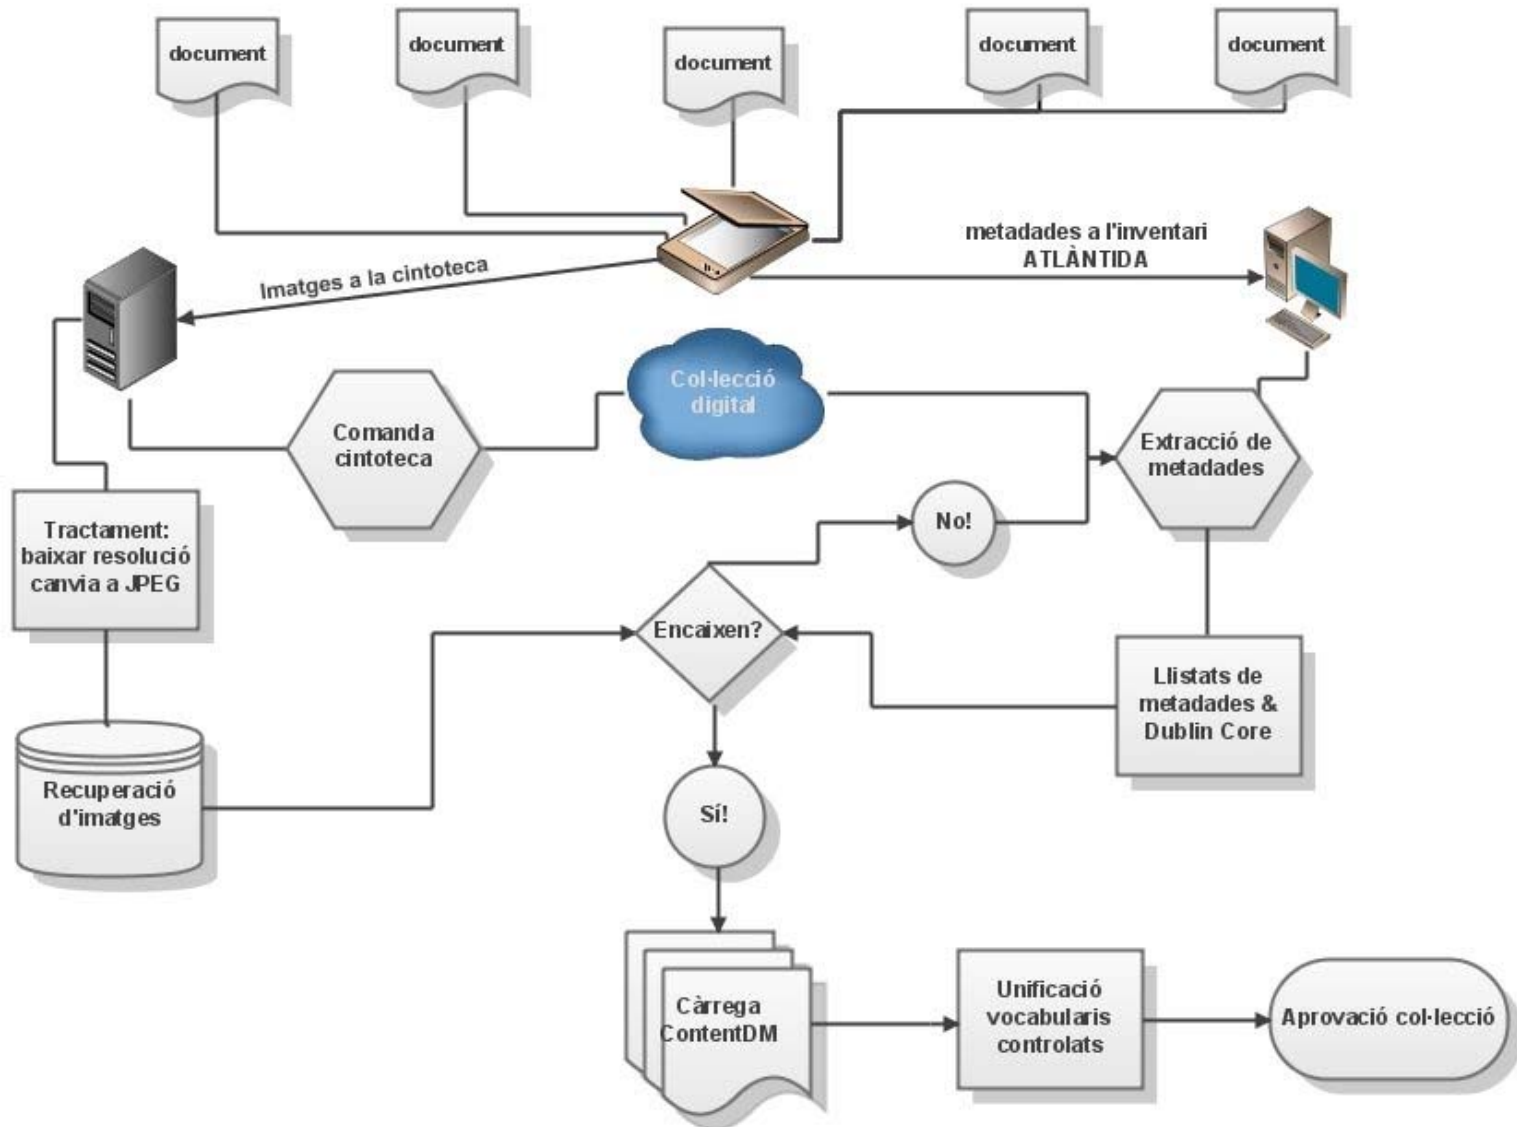 document
document
document
document
document
metadades a l'inventari
ATLÀNTIDA
Imatges a la cintoteca
Col·lecció
digital
Comanda
cintoteca
Extracció de
metadades
Tractament:
baixar resolució
canvia a JPEG
No!
Encaixen?
Llistats de
metadades &
Dublin Core
Recuperació
d'imatges
Sí!
Càrrega
ContentDM
Unificació
vocabularis
controlats
Aprovació col·lecció